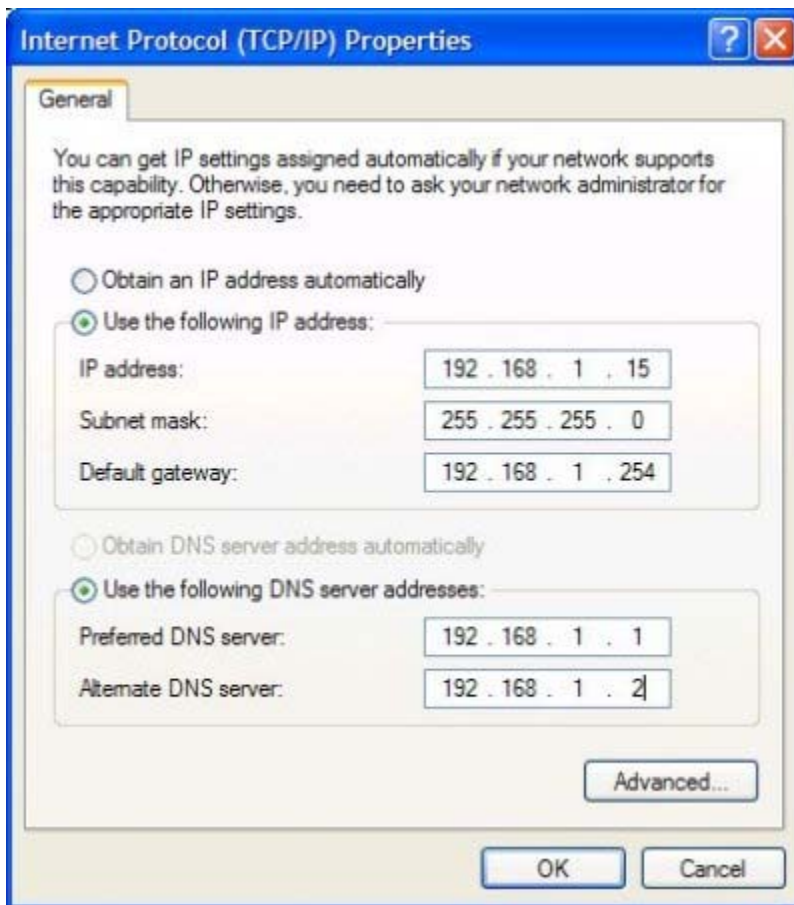 Internet Protocol (TCP/IP) Properties
General
You can get IP settings assigned automatically if your network supports
this capability. Otherwise, you need to ask your network administrator for
the appropriate IP settings.
Obtain an IP address automatically
Use the following IP address:
IP address: 192 . 168 . 1 . 15
Subnet mask: 255 . 255 . 255 . 0
Default gateway: 192 . 168 . 1 . 254
Obtain DNS server address automatically
Use the following DNS server addresses:
Preferred DNS server: 192 . 168 . 1 . 1
Alternate DNS server: 192 . 168 . 1 . 2
Advanced...
OK Cancel